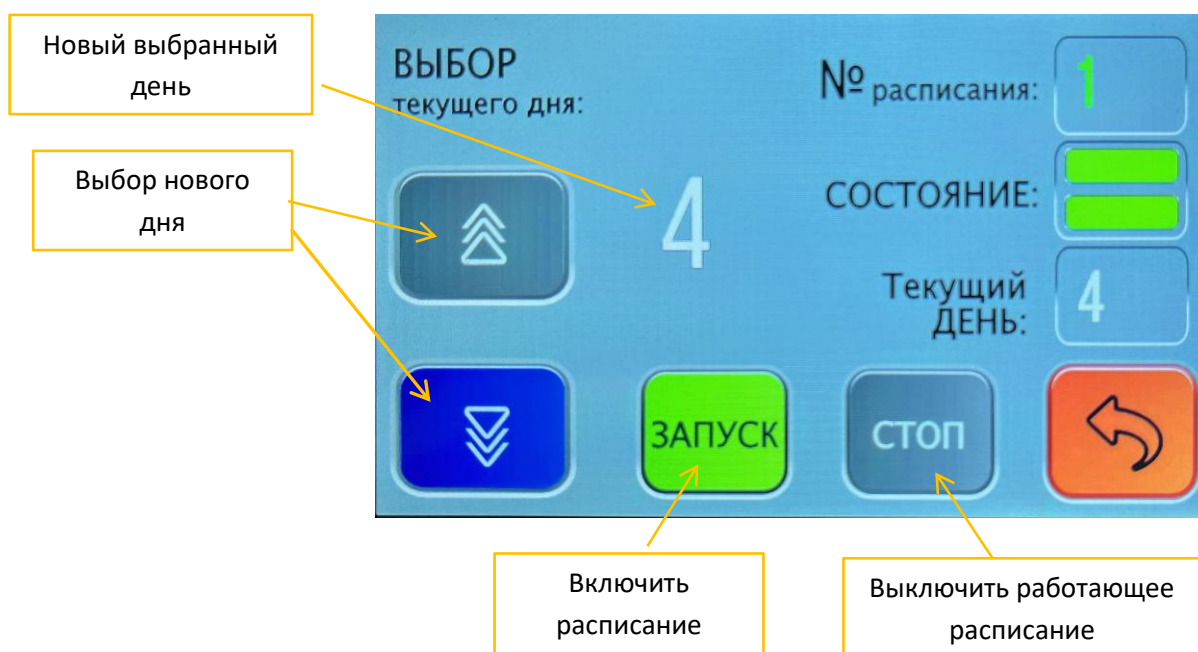 Новый выбранный
день
Выбор нового
дня
ВЫБОР
текущего дня:
4
№ расписания:
1
СОСТОЯНИЕ:
Текущий
ДЕНЬ:
4
ЗАПУСК
СТОП
Включить
расписание
Выключить работающее
расписание